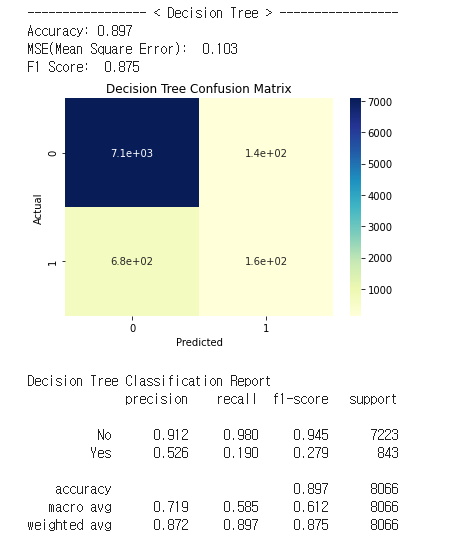 ------------------ < Decision Tree > ------------------
Accuracy: 0.897
MSE(Mean Square Error):  0.103
F1 Score:  0.875
Decision Tree Confusion Matrix
7000
6000
5000
4000
3000
2000
1000
0
7.1e+03
1.4e+02
Actual
1
6.8e+02
1.6e+02
0
1
Predicted
Decision Tree Classification Report
precision    recall  f1-score   support
No      0.912     0.980     0.945      7223
Yes      0.526     0.190     0.279       843
accuracy                          0.897      8066
macro avg      0.719     0.585     0.612      8066
weighted avg      0.872     0.897     0.875      8066